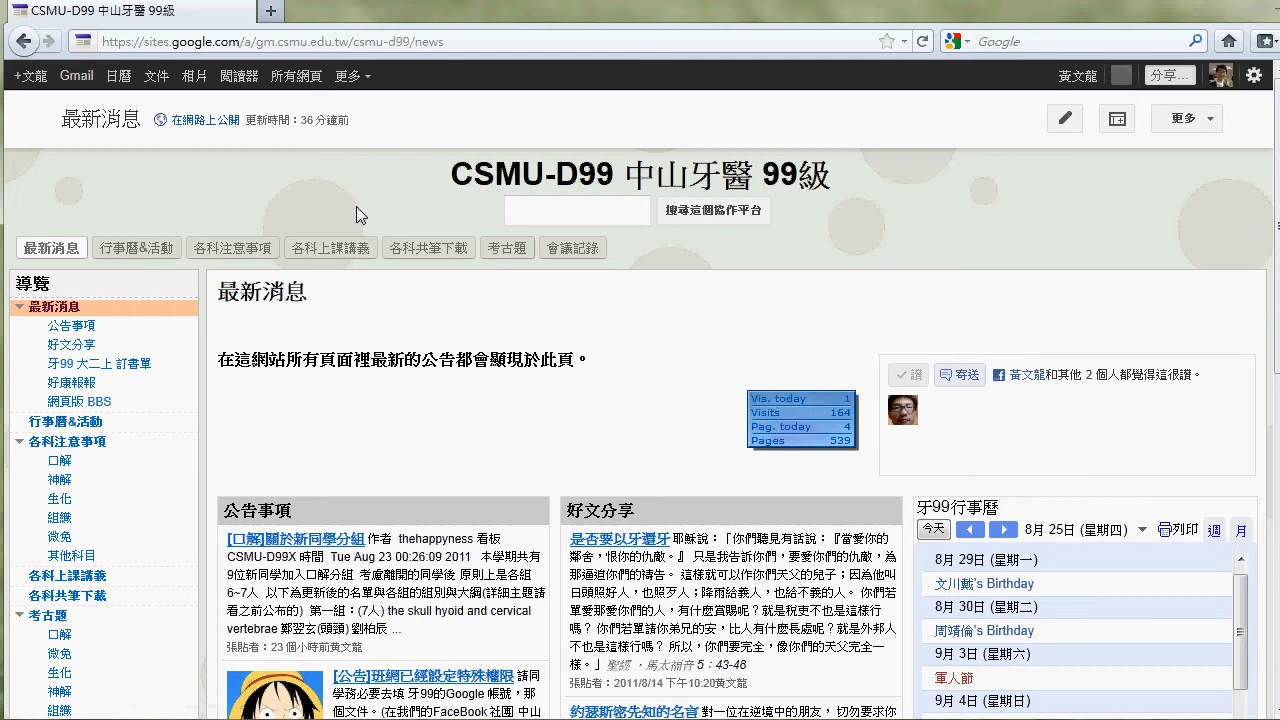 CSMU-D99 中山牙醫 99級
https://sites.google.com/a/gm.csmu.edu.tw/csmu-d99/news
Google
+文龍 Gmail 日曆 文件 相片 閱讀器 所有網頁 更多
黃文龍 分享...
最新消息 在網路上公開 更新時間：36 分鐘前
更多
CSMU-D99 中山牙醫 99級
搜尋這個協作平台
最新消息 行事曆&活動 各科注意事項 各科上課講義 各科共筆下載 考古題 會議記錄
導覽
最新消息
公告事項
好文分享
牙99 大二上 訂書單
好康報報
網頁版 BBS
行事曆&活動
各科注意事項
口解
神解
生化
組織
微免
其他科目
各科上課講義
各科共筆下載
考古題
口解
微免
生化
神解
組織
最新消息
在這網站所有頁面裡最新的公告都會顯現於此頁。
Vis. today 1
Visits 164
Pag. today 4
Pages 539
讚 寄送 黃文龍和其他 2 個人都覺得這很讚。
公告事項
[口解]關於新同學分組 作者 thehappyness 看板
CSMU-D99X 時間 Tue Aug 23 00:26:09 2011 本學期共有
9位新同學加入口解分組 考慮離開的同學後 原則上是各組
6~7人 以下為更新後的名單與各組的組別與大綱(詳細主題請
看之前公布的) 第一組：(7人) the skull hyoid and cervical
vertebrae 鄭翌玄(頭頸) 劉柏辰 ...
張貼者：23 個小時前黃文龍
[公告]班網已經設定特殊權限 請同
學務必要去填 牙99的Google 帳號，那
個文件。(在我們的FaceBook 社團 中山
好文分享
是否要以牙還牙 耶穌說：「你們聽見有話說：『當愛你的
鄰舍，恨你的仇敵。』 只是我告訴你們，要愛你們的仇敵，為
那逼迫你們的禱告。 這樣就可以作你們天父的兒子；因為他叫
日頭照好人，也照歹人；降雨給義人，也給不義的人。 你們若
單愛那愛你們的人，有什麼賞賜呢？就是稅吏不也是這樣行
嗎？ 你們若單請你弟兄的安，比人有什麼長處呢？就是外邦人
不也是這樣行嗎？ 所以，你們要完全，像你們的天父完全一
樣。」聖經，馬太福音 5：43-48
張貼者：2011/8/14 下午10:20黃文龍
約瑟斯密先知的名言 對一位在逆境中的朋友， 切勿要求你
牙99行事曆
今天 8月 25日 (星期四) 列印 週 月
8月 29日 (星期一)
文川戴's Birthday
8月 30日 (星期二)
周靖倫's Birthday
9月 3日 (星期六)
軍人節
9月 4日 (星期日)